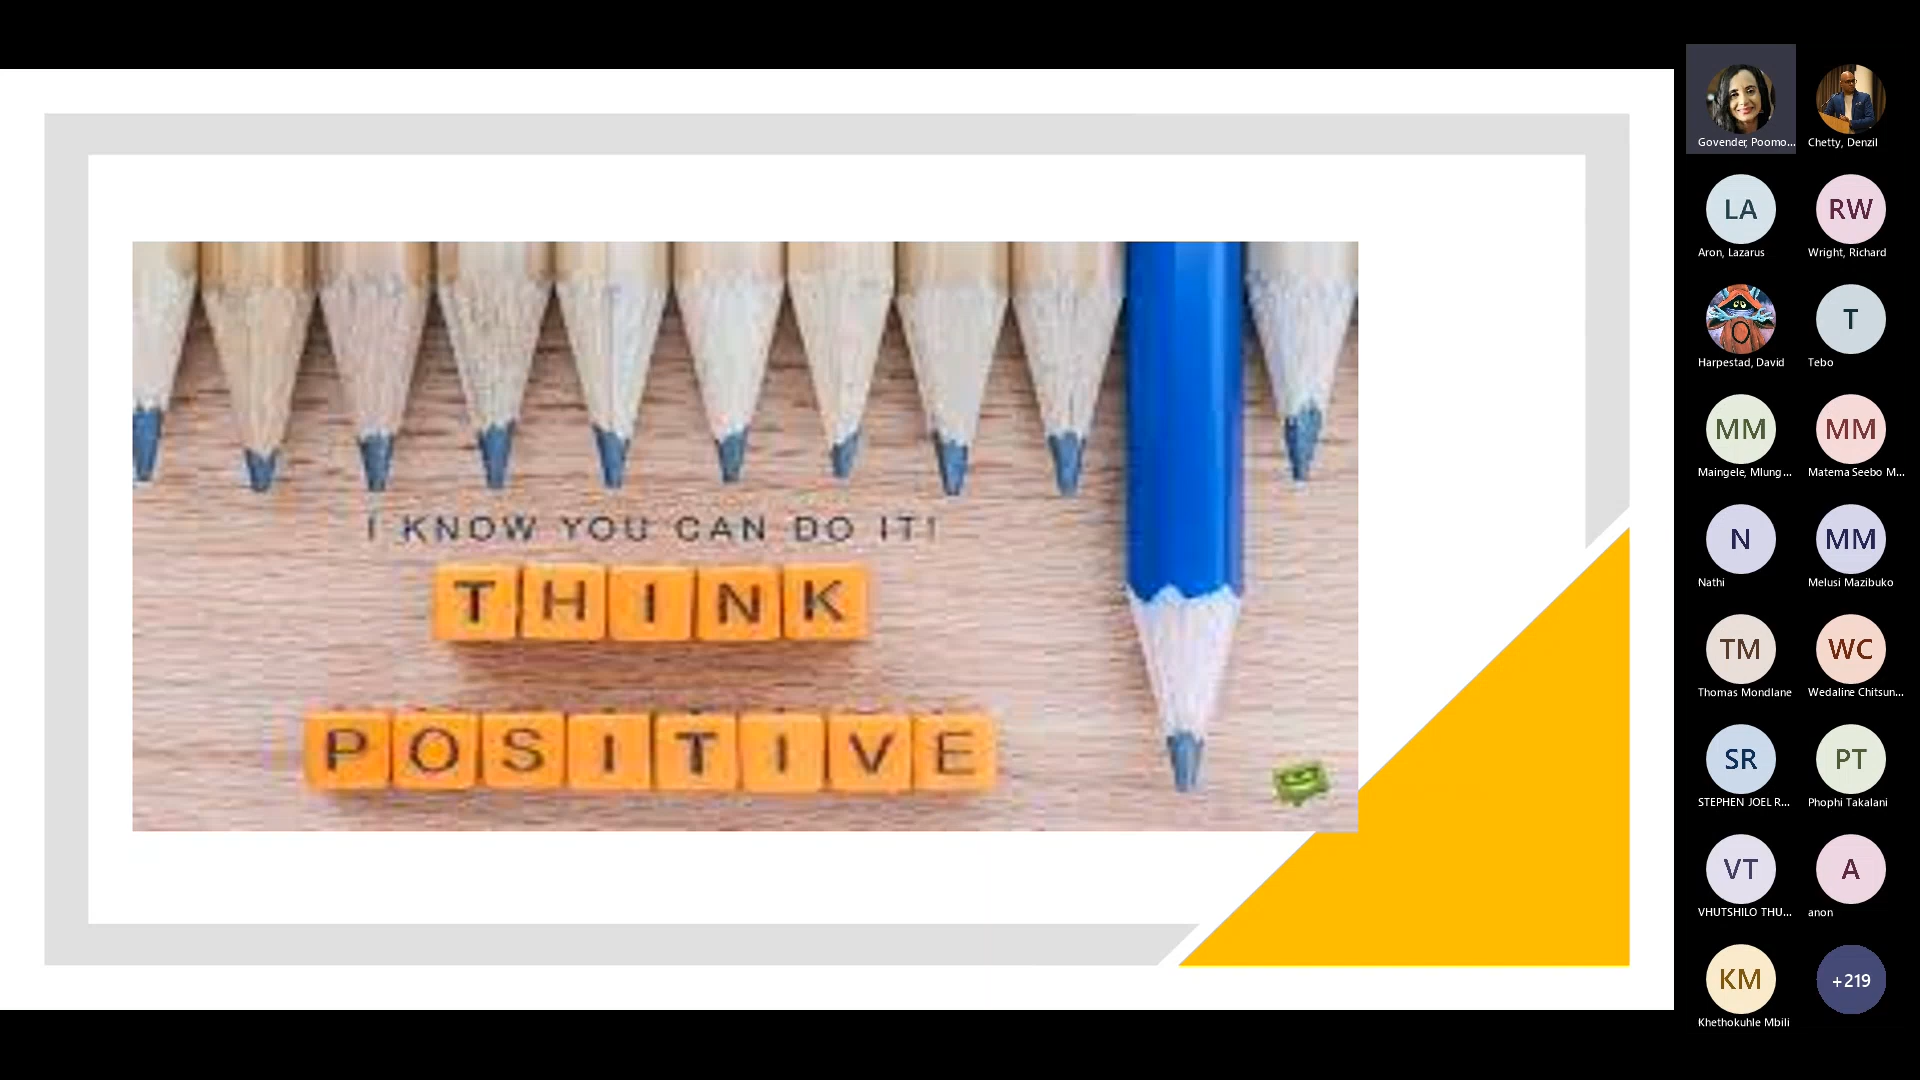 I KNOW YOU CAN DO IT!
THINK
POSITIVE
Govender, Poomo...
Chetty, Denzil
LA
Aron, Lazarus
RW
Wright, Richard
Harpestad, David
T
Tebo
MM
Maingele, Mlung...
MM
Matema Seebo M...
N
Nathi
MM
Melusi Mazibuko
TM
Thomas Mondlane
WC
Wedaline Chitsun...
SR
STEPHEN JOEL R...
PT
Phophi Takalani
VT
VHUTSHILO THU...
A
anon
KM
Khethokuhle Mbili
+219